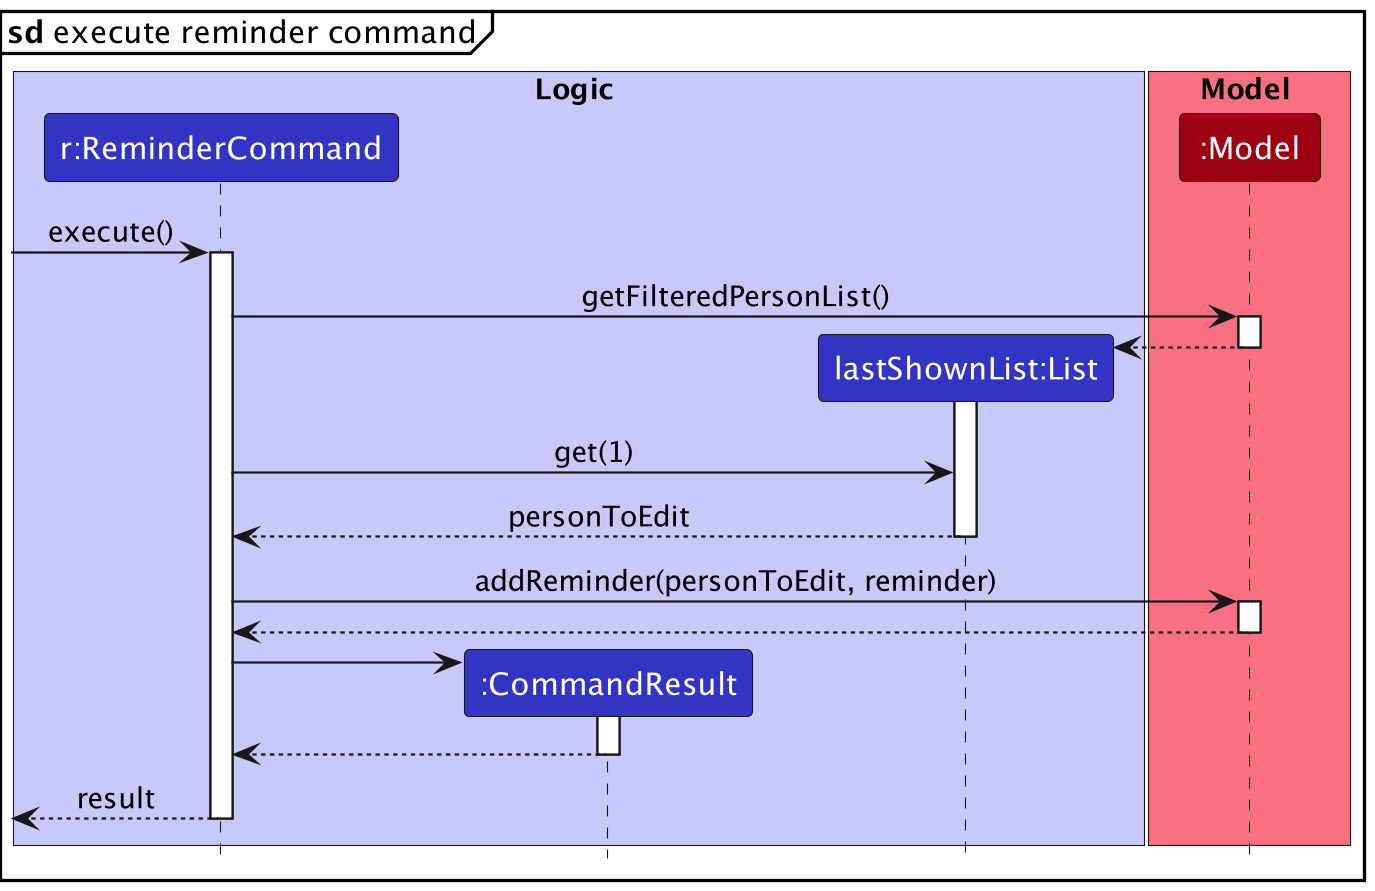 sd execute reminder command
Logic
Model
r:ReminderCommand
:Model
execute()
getFilteredPersonList()
lastShownList:List
get(1)
personToEdit
addReminder(personToEdit, reminder)
:CommandResult
result